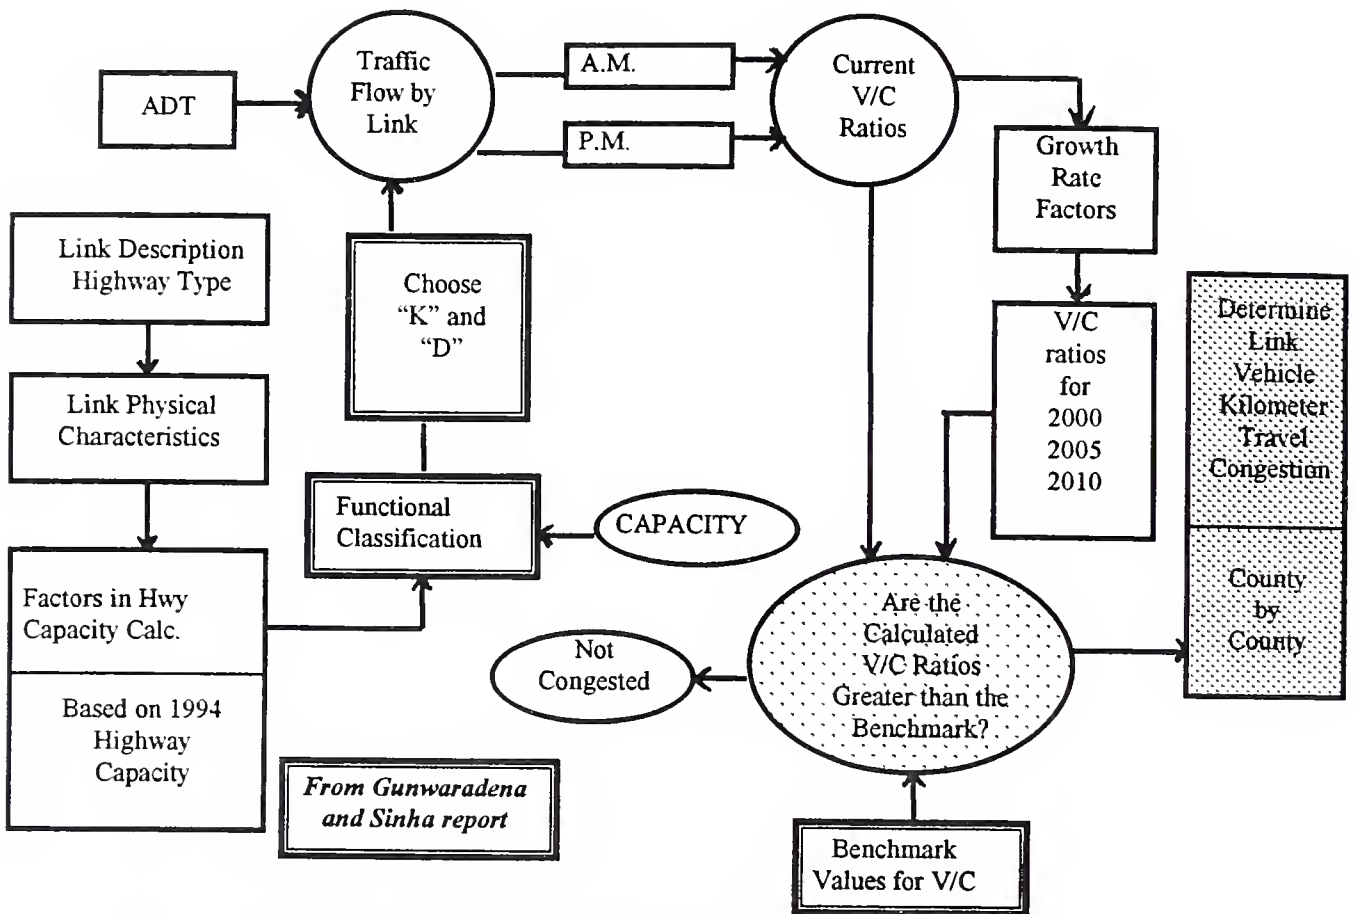 ADT
Traffic
Flow by
Link
A.M.
P.M.
Current
V/C
Ratios
Growth
Rate
Factors
Link Description
Highway Type
Choose
“K” and
“D”
V/C
ratios
for
2000
2005
2010
Determine
Link
Vehicle
Kilometer
Travel
Congestion
County
by
County
Link Physical
Characteristics
Functional
Classification
CAPACITY
Factors in Hwy
Capacity Calc.
Based on 1994
Highway
Capacity
Not
Congested
Are the
Calculated
V/C Ratios
Greater than the
Benchmark?
From Gunwaradena
and Sinha report
Benchmark
Values for V/C